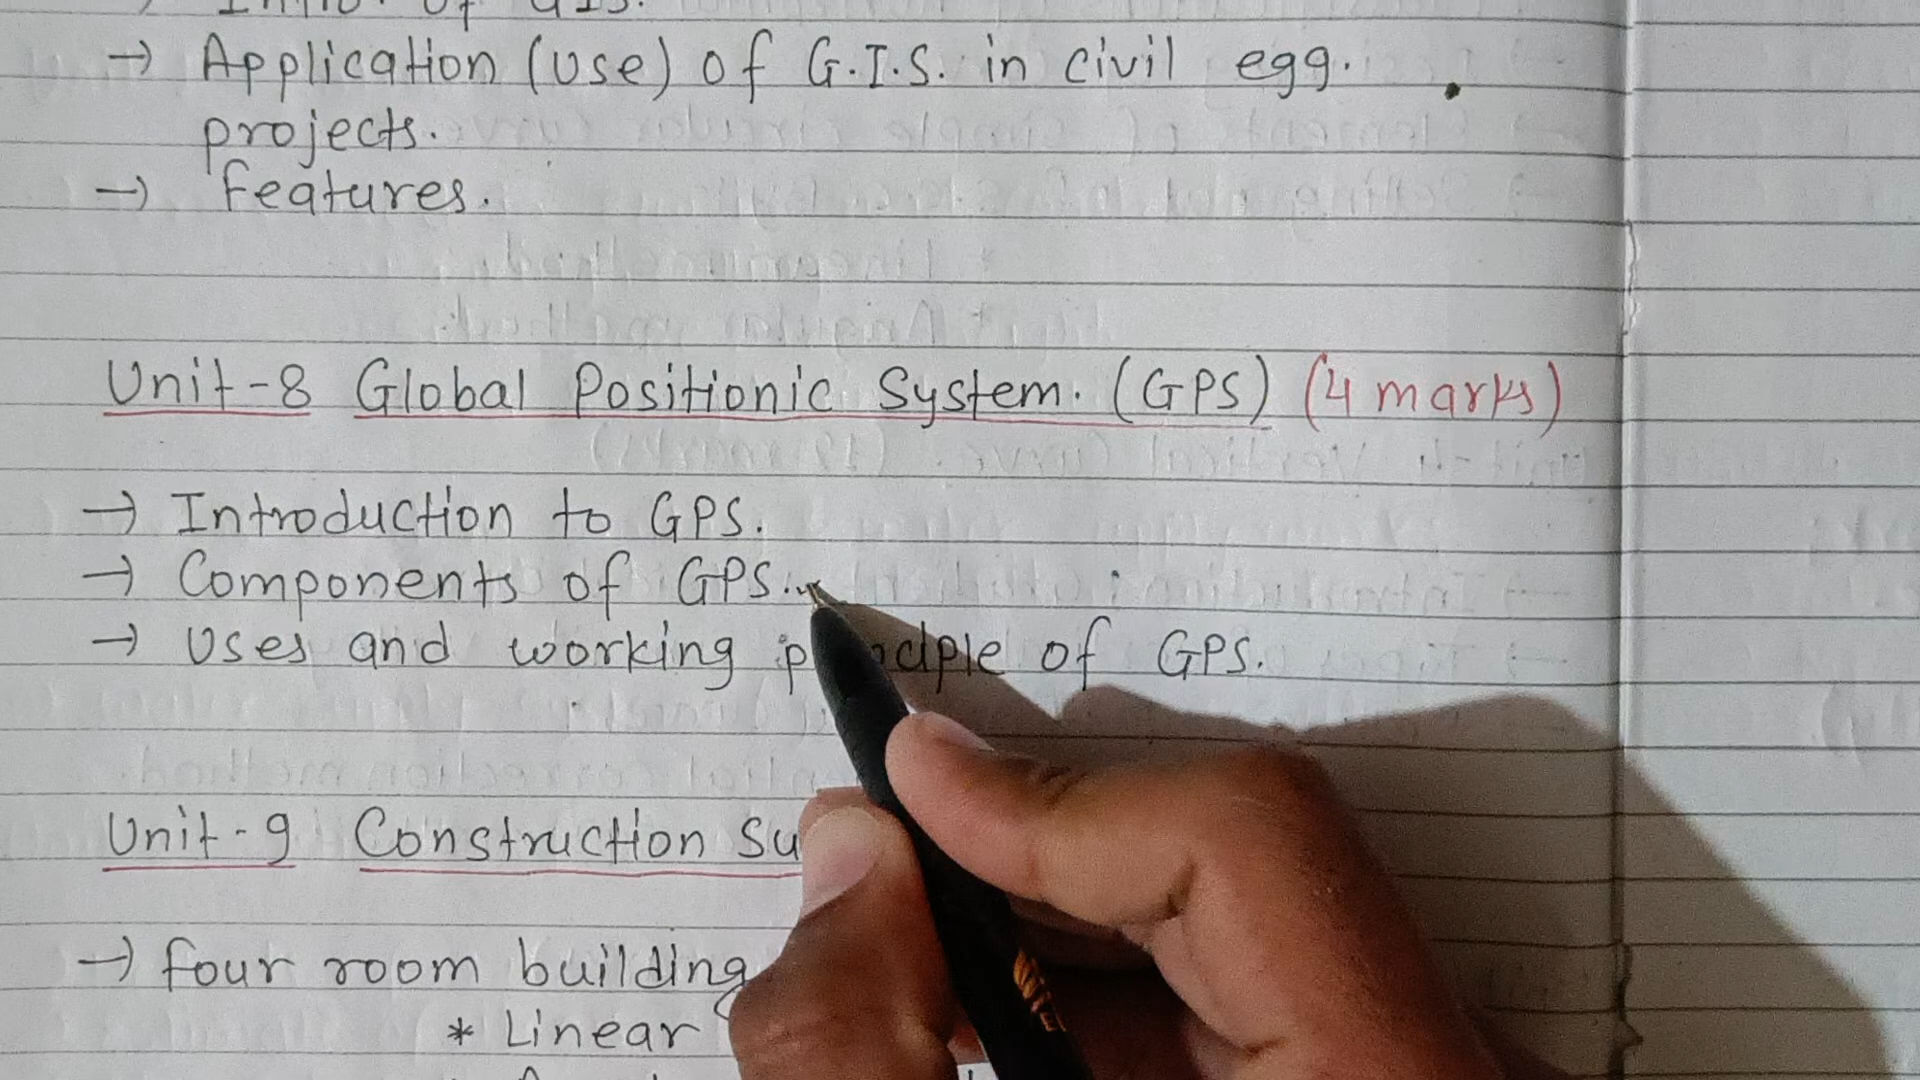 → Application (Use) of G.I.S. in civil egg.
projects.
→ Features.
Unit-8 Global Positionic System. (GPS) (4 marks)
→ Introduction to GPS.
→ Components of GPS.
→ Uses and working of GPS.
Unit-9 Construction
→ four room building
* Linear